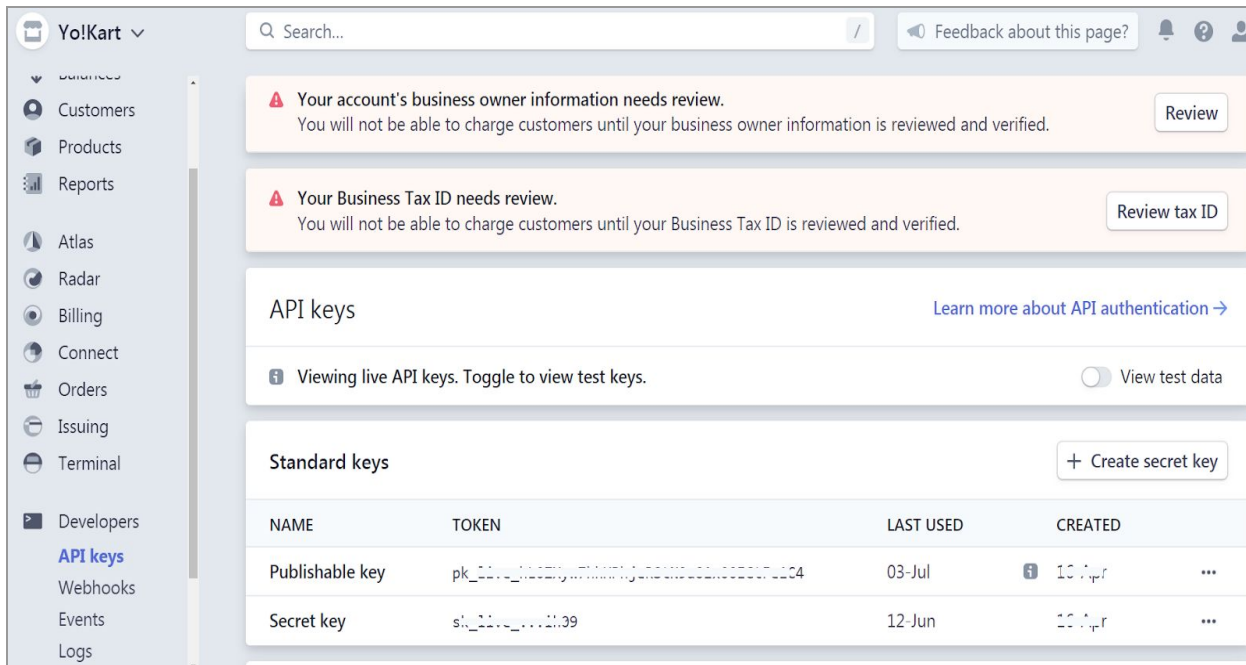 Yo!Kart
Search...
/
Feedback about this page?
Balances
Customers
Products
Reports
Atlas
Radar
Billing
Connect
Orders
Issuing
Terminal
Developers
API keys
Webhooks
Events
Logs
Your account's business owner information needs review.
You will not be able to charge customers until your business owner information is reviewed and verified.
Review
Your Business Tax ID needs review.
You will not be able to charge customers until your Business Tax ID is reviewed and verified.
Review tax ID
API keys
Learn more about API authentication →
Viewing live API keys. Toggle to view test keys.
View test data
Standard keys
+ Create secret key
NAME TOKEN LAST USED CREATED
Publishable key 03-Jul
Secret key 12-Jun